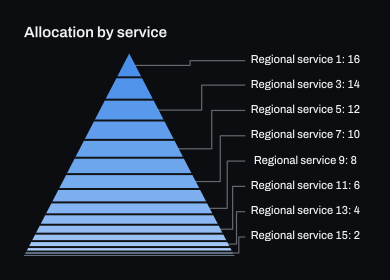 Allocation by service
Regional service 1: 16
Regional service 3: 14
Regional service 5: 12
Regional service 7: 10
Regional service 9: 8
Regional service 11: 6
Regional service 13: 4
Regional service 15: 2